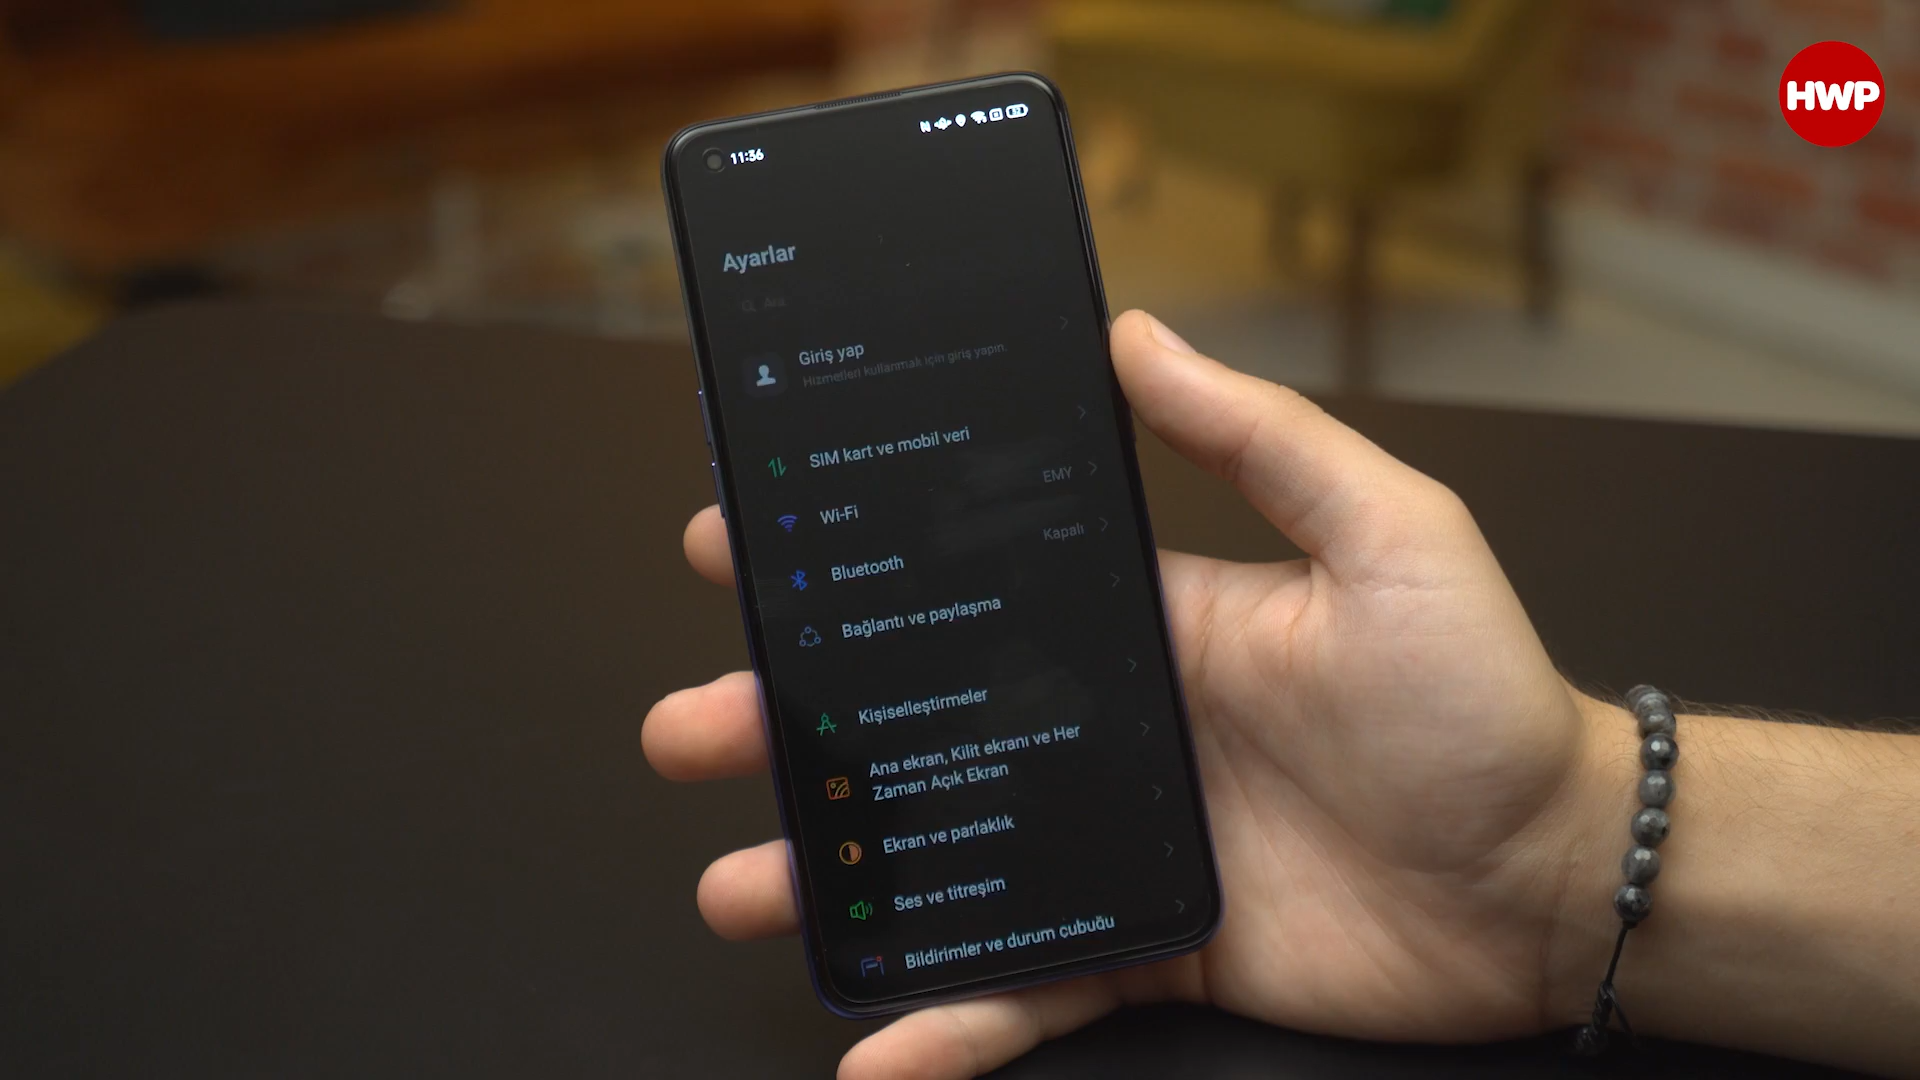 HWP
11:36
Ayarlar
Ara
Giriş yap
Hizmetleri kullanmak için giriş yapın.
SIM kart ve mobil veri
Wi-Fi
EMY
Bluetooth
Kapalı
Bağlantı ve paylaşma
Kişiselleştirmeler
Ana ekran, Kilit ekranı ve Her
Zaman Açık Ekran
Ekran ve parlaklık
Ses ve titreşim
Bildirimler ve durum çubuğu